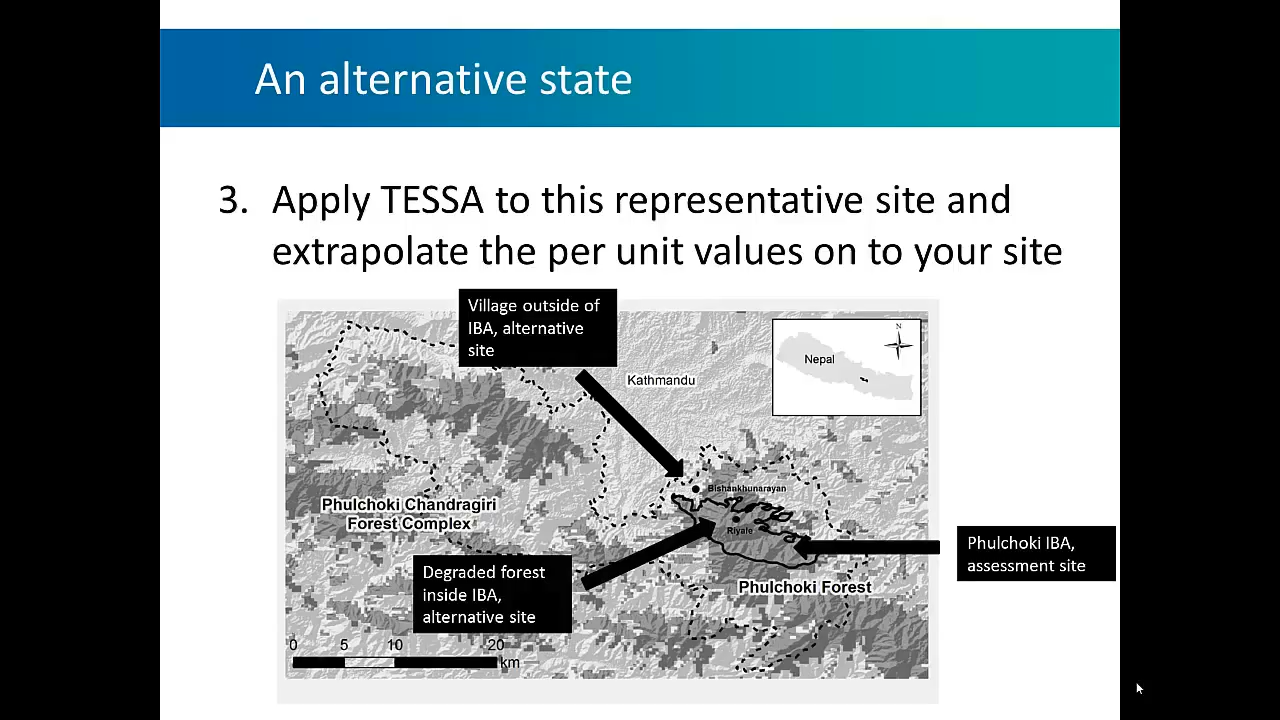 An alternative state
3. Apply TESSA to this representative site and
extrapolate the per unit values on to your site
Village outside of
IBA, alternative
site
N
Nepal
Kathmandu
Bishankhunarayan
Phulchoki Chandragiri
Forest Complex
Riyale
Phulchoki IBA,
assessment site
Degraded forest
inside IBA,
alternative site
Phulchoki Forest
0 5 10 20
km